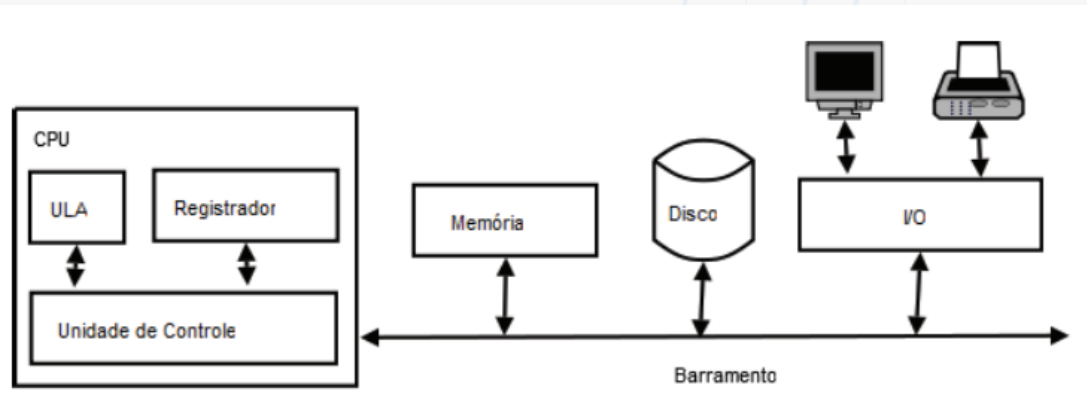 CPU
ULA
Registrador
Unidade de Controle
Memória
Disco
I/O
Barramento